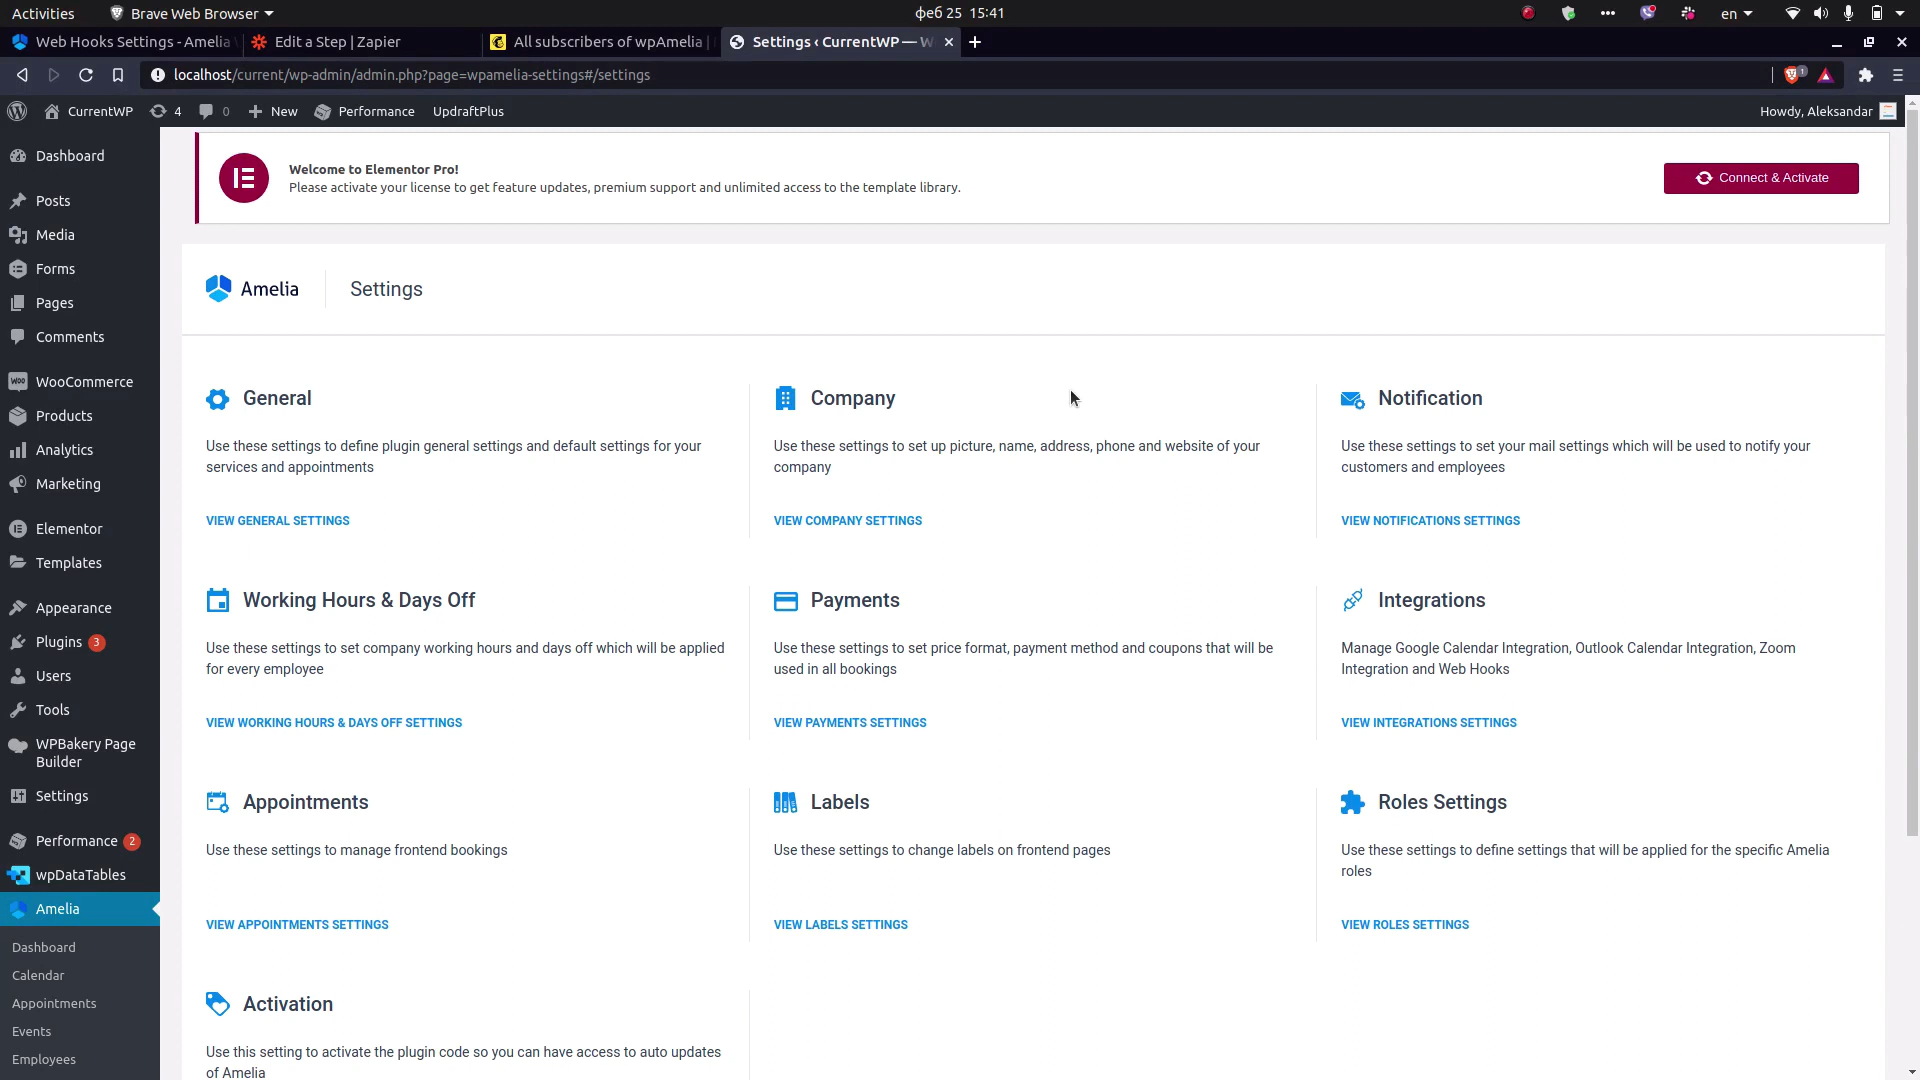 Activities
Brave Web Browser
феб 25 15:41
en
Web Hooks Settings - Amelia
Edit a Step | Zapier
All subscribers of wpAmelia |
Settings ‹ CurrentWP — W
localhost/current/wp-admin/admin.php?page=wpamelia-settings#/settings
1
CurrentWP
4
0
New
Performance
UpdraftPlus
Howdy, Aleksandar
Dashboard
Posts
Media
Forms
Pages
Comments
WooCommerce
Products
Analytics
Marketing
Elementor
Templates
Appearance
Plugins 3
Users
Tools
WPBakery Page
Builder
Settings
Performance 2
wpDataTables
Amelia
Dashboard
Calendar
Appointments
Events
Employees
Welcome to Elementor Pro!
Please activate your license to get feature updates, premium support and unlimited access to the template library.
Connect & Activate
Amelia
Settings
General
Use these settings to define plugin general settings and default settings for your
services and appointments
VIEW GENERAL SETTINGS
Company
Use these settings to set up picture, name, address, phone and website of your
company
VIEW COMPANY SETTINGS
Notification
Use these settings to set your mail settings which will be used to notify your
customers and employees
VIEW NOTIFICATIONS SETTINGS
Working Hours & Days Off
Use these settings to set company working hours and days off which will be applied
for every employee
VIEW WORKING HOURS & DAYS OFF SETTINGS
Payments
Use these settings to set price format, payment method and coupons that will be
used in all bookings
VIEW PAYMENTS SETTINGS
Integrations
Manage Google Calendar Integration, Outlook Calendar Integration, Zoom
Integration and Web Hooks
VIEW INTEGRATIONS SETTINGS
Appointments
Use these settings to manage frontend bookings
VIEW APPOINTMENTS SETTINGS
Labels
Use these settings to change labels on frontend pages
VIEW LABELS SETTINGS
Roles Settings
Use these settings to define settings that will be applied for the specific Amelia
roles
VIEW ROLES SETTINGS
Activation
Use this setting to activate the plugin code so you can have access to auto updates
of Amelia